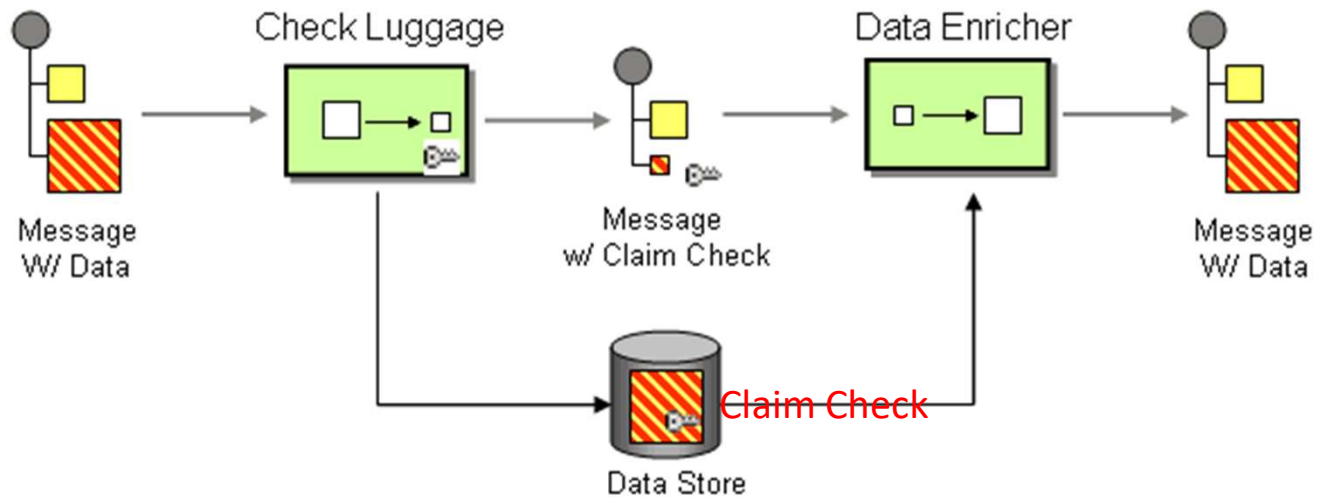 Check Luggage
Data Enricher
Message
W/ Data
Message
w/ Claim Check
Message
W/ Data
Claim Check
Data Store